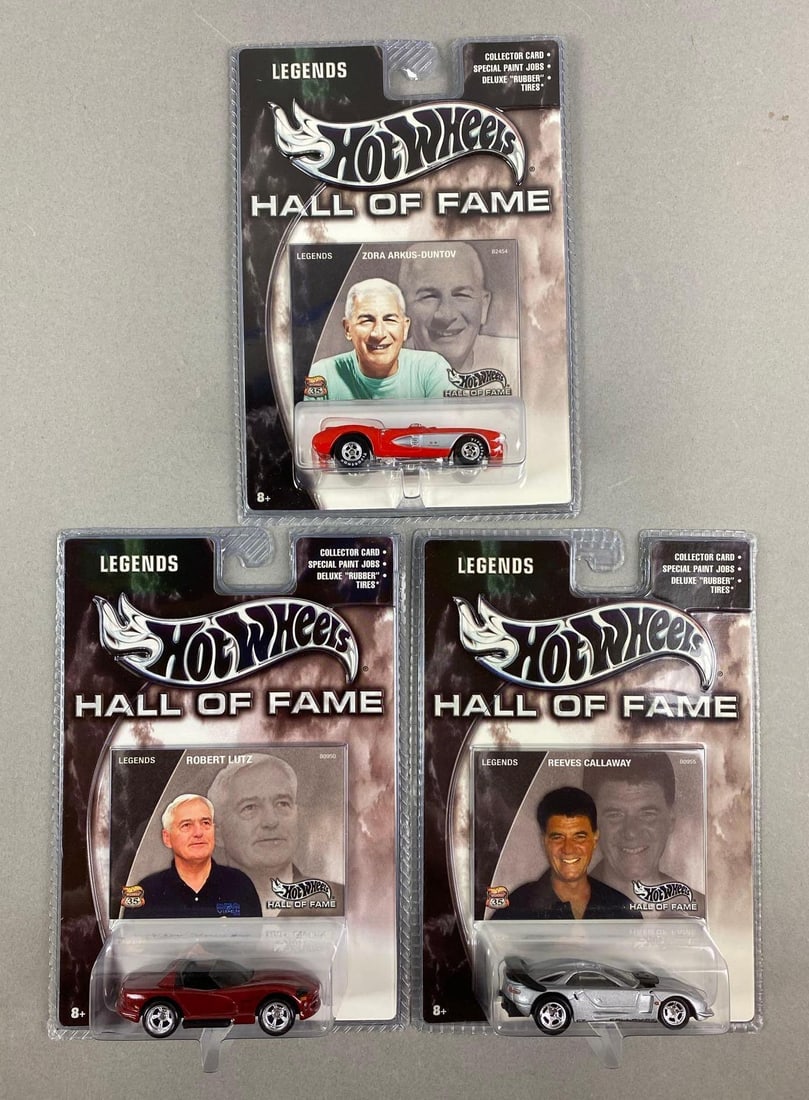 LEGENDS
COLLECTOR CARD •
SPECIAL PAINT JOBS •
DELUXE "RUBBER" •
TIRES*
HOT WHEELS
®
HALL OF FAME
LEGENDS
ZORA ARKUS-DUNTOV
B2454
HOT WHEELS
HALL OF FAME
35
8+
LEGENDS
COLLECTOR CARD •
SPECIAL PAINT JOBS •
DELUXE "RUBBER" •
TIRES*
HOT WHEELS
®
HALL OF FAME
LEGENDS
ROBERT LUTZ
B0950
HOT WHEELS
HALL OF FAME
35
VIPER
8+
LEGENDS
COLLECTOR CARD •
SPECIAL PAINT JOBS •
DELUXE "RUBBER" •
TIRES*
HOT WHEELS
®
HALL OF FAME
LEGENDS
REEVES CALLAWAY
B0955
HOT WHEELS
HALL OF FAME
35
8+